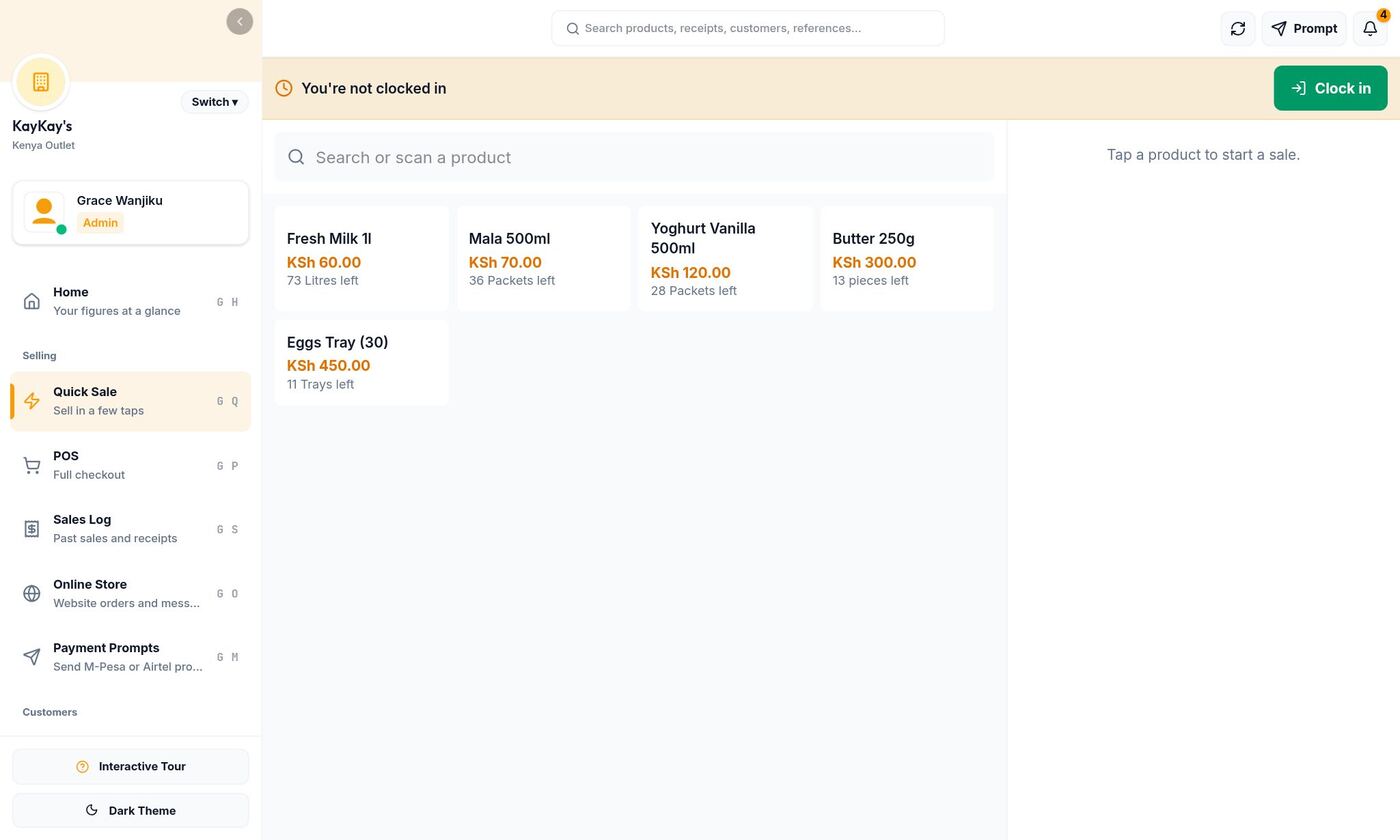 Search products, receipts, customers, references...
Prompt
4
KayKay's
Kenya Outlet
Switch ▾
Grace Wanjiku
Admin
Home
Your figures at a glance
G H
Selling
Quick Sale
Sell in a few taps
G Q
POS
Full checkout
G P
Sales Log
Past sales and receipts
G S
Online Store
Website orders and mess...
G O
Payment Prompts
Send M-Pesa or Airtel pro...
G M
Customers
Interactive Tour
Dark Theme
You're not clocked in
Clock in
Search or scan a product
Fresh Milk 1l
KSh 60.00
73 Litres left
Mala 500ml
KSh 70.00
36 Packets left
Yoghurt Vanilla
500ml
KSh 120.00
28 Packets left
Butter 250g
KSh 300.00
13 pieces left
Eggs Tray (30)
KSh 450.00
11 Trays left
Tap a product to start a sale.